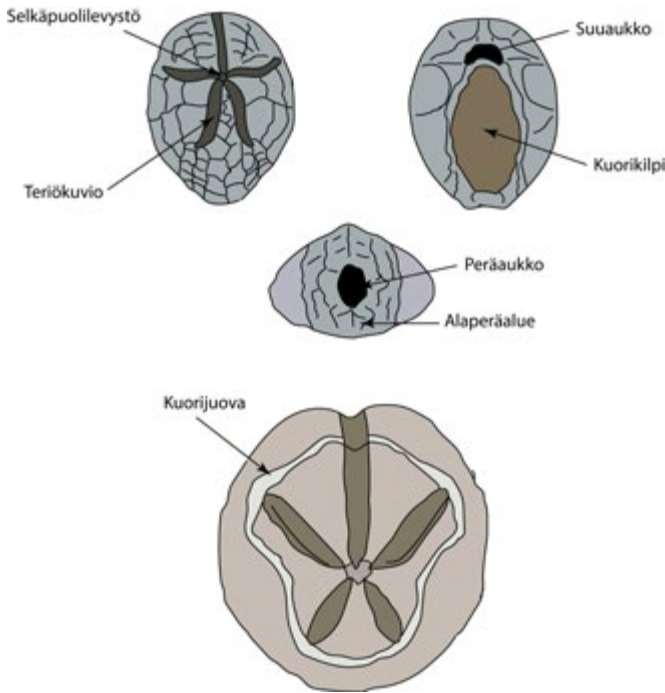 Selkäpuolilevystö
Suuaukko
Kuorikilpi
Teriökuvio
Peräaukko
Alaperäalue
Kuorijuova